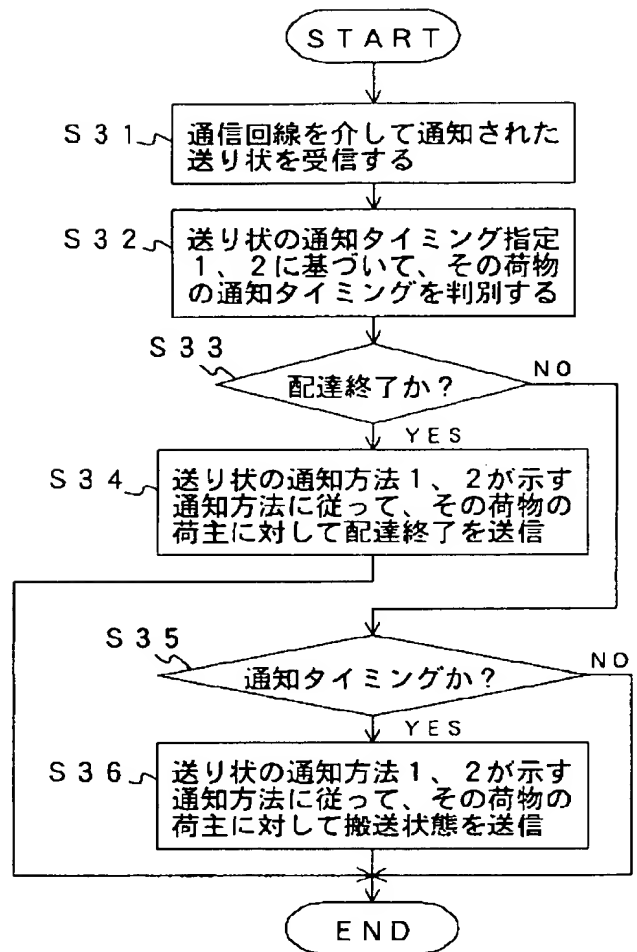 START
S31
通信回線を介して通知された
送り状を受信する
S32
送り状の通知タイミング指定
1、2に基づいて、その荷物
の通知タイミングを判別する
S33
配達終了か?
NO
YES
S34
送り状の通知方法1、2が示す
通知方法に従って、その荷物の
荷主に対して配達終了を送信
S35
通知タイミングか?
NO
YES
S36
送り状の通知方法1、2が示す
通知方法に従って、その荷物の
荷主に対して搬送状態を送信
END